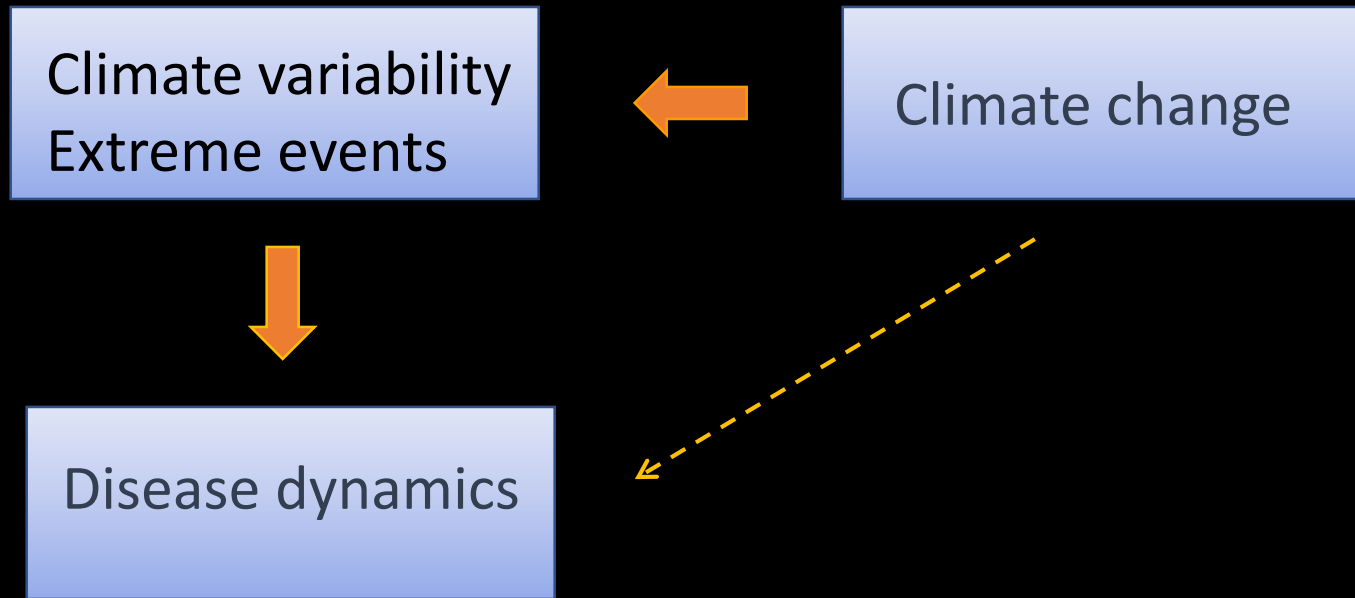 Climate variability
Extreme events
Climate change
Disease dynamics